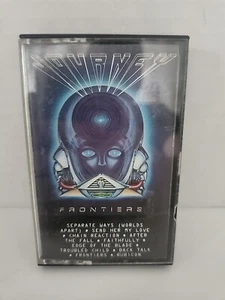 JOURNEY
FRONTIERS
SEPARATE WAYS (WORLDS
APART) • SEND HER MY LOVE
• CHAIN REACTION • AFTER
THE FALL • FAITHFULLY •
EDGE OF THE BLADE •
TROUBLED CHILD • BACK TALK
• FRONTIERS & RUBICON